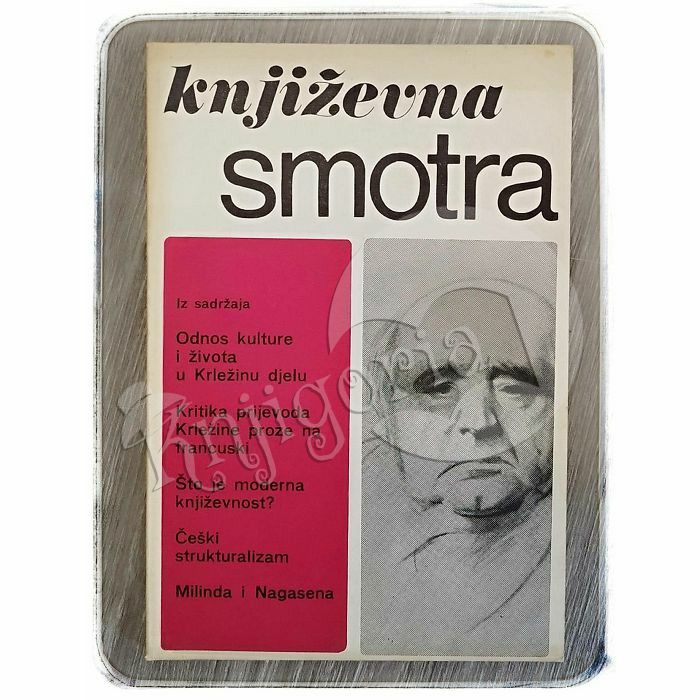 književna
smotra
Iz sadržaja
Odnos kulture
i života
u Krležinu djelu
Kritika prijevoda
Krležine proze na
francuski
Što je moderna
književnost?
Češki
strukturalizam
Milinda i Nagasena
Knjigoria